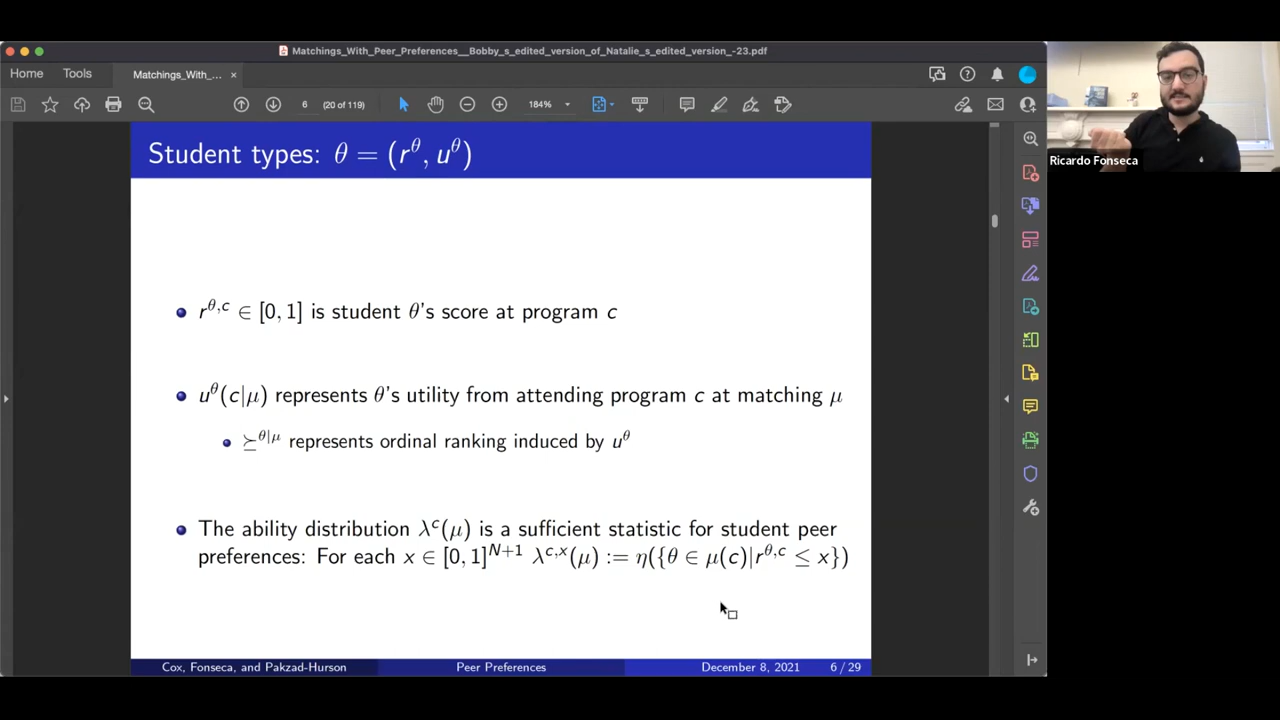 Matchings_With_Peer_Preferences__Bobby_s_edited_version_of_Natalie_s_edited_version_-23.pdf
Home Tools Matchings_With_... ×
6 (20 of 119) 184%
Student types: θ = (r^θ, u^θ)
r^{θ,c} ∈ [0, 1] is student θ's score at program c
u^θ(c|μ) represents θ's utility from attending program c at matching μ
⪰^{θ|μ} represents ordinal ranking induced by u^θ
The ability distribution λ^c(μ) is a sufficient statistic for student peer
preferences: For each x ∈ [0, 1]^{N+1} λ^{c,x}(μ) := η({θ ∈ μ(c)|r^{θ,c} ≤ x})
Cox, Fonseca, and Pakzad-Hurson Peer Preferences December 8, 2021 6 / 29
Ricardo Fonseca